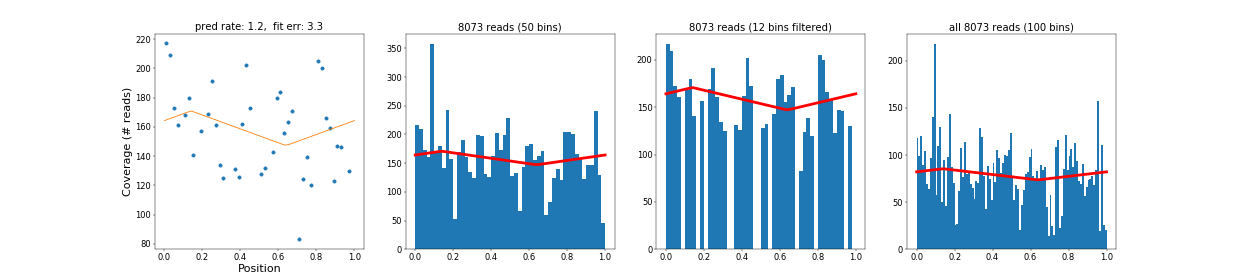 pred rate: 1.2,  fit err: 3.3
220
200
180
160
140
120
100
80
Coverage (# reads)
0.0 0.2 0.4 0.6 0.8 1.0
Position
8073 reads (50 bins)
350
300
250
200
150
100
50
0
0.0 0.2 0.4 0.6 0.8 1.0
8073 reads (12 bins filtered)
200
150
100
50
0
0.0 0.2 0.4 0.6 0.8 1.0
all 8073 reads (100 bins)
200
150
100
50
0
0.0 0.2 0.4 0.6 0.8 1.0